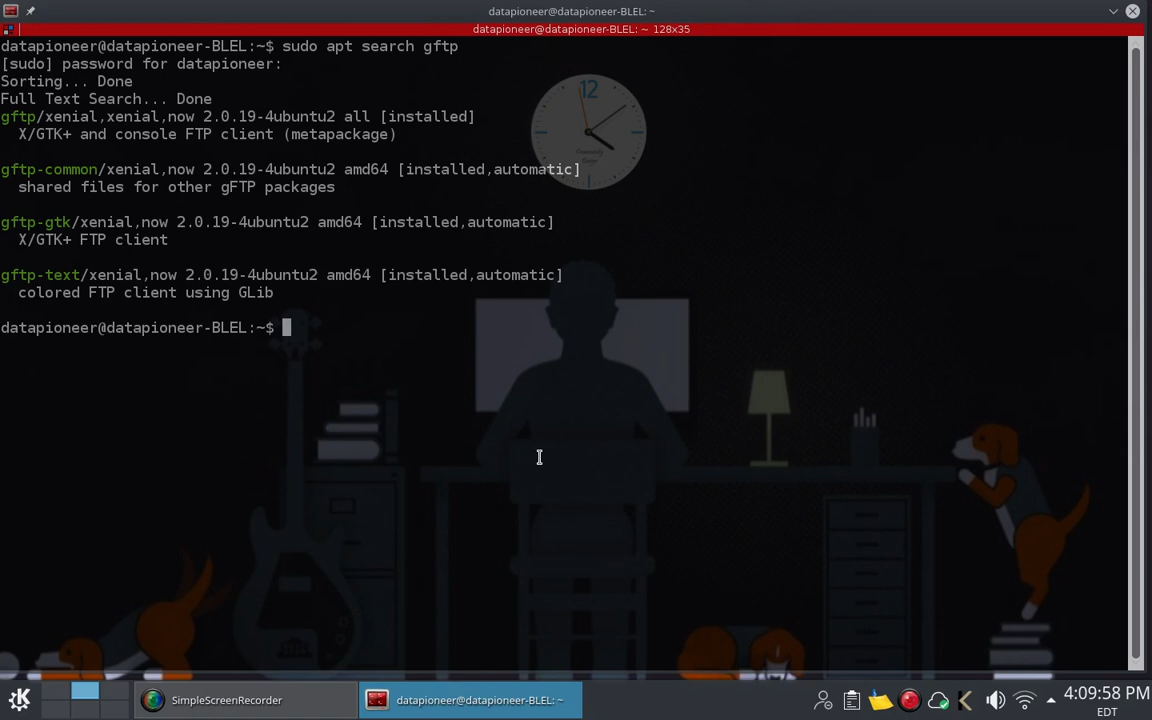 datapioneer@datapioneer-BLEL: ~
datapioneer@datapioneer-BLEL: ~ 128x35
datapioneer@datapioneer-BLEL:~$ sudo apt search gftp
[sudo] password for datapioneer:
Sorting... Done
Full Text Search... Done
gftp/xenial,xenial,now 2.0.19-4ubuntu2 all [installed]
  X/GTK+ and console FTP client (metapackage)
gftp-common/xenial,now 2.0.19-4ubuntu2 amd64 [installed,automatic]
  shared files for other gFTP packages
gftp-gtk/xenial,now 2.0.19-4ubuntu2 amd64 [installed,automatic]
  X/GTK+ FTP client
gftp-text/xenial,now 2.0.19-4ubuntu2 amd64 [installed,automatic]
  colored FTP client using GLib
datapioneer@datapioneer-BLEL:~$
12
SimpleScreenRecorder
datapioneer@datapioneer-BLEL: ~
4:09:58 PM
EDT